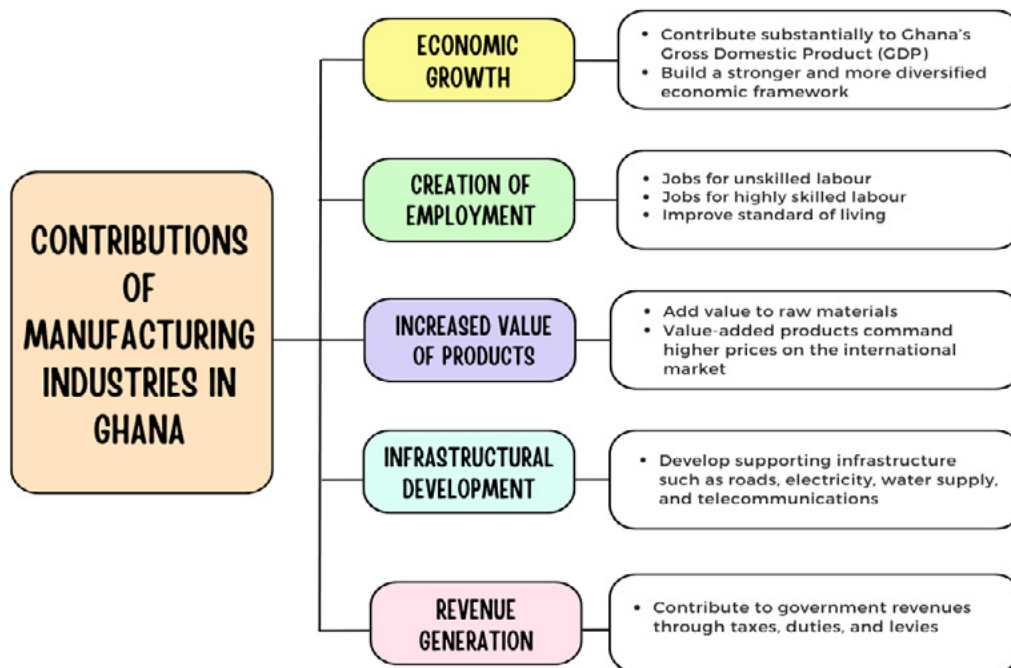 CONTRIBUTIONS
OF
MANUFACTURING
INDUSTRIES IN
GHANA
ECONOMIC
GROWTH
• Contribute substantially to Ghana's
Gross Domestic Product (GDP)
• Build a stronger and more diversified
economic framework
CREATION OF
EMPLOYMENT
• Jobs for unskilled labour
• Jobs for highly skilled labour
• Improve standard of living
INCREASED VALUE
OF PRODUCTS
• Add value to raw materials
• Value-added products command
higher prices on the international
market
INFRASTRUCTURAL
DEVELOPMENT
• Develop supporting infrastructure
such as roads, electricity, water supply,
and telecommunications
REVENUE
GENERATION
• Contribute to government revenues
through taxes, duties, and levies